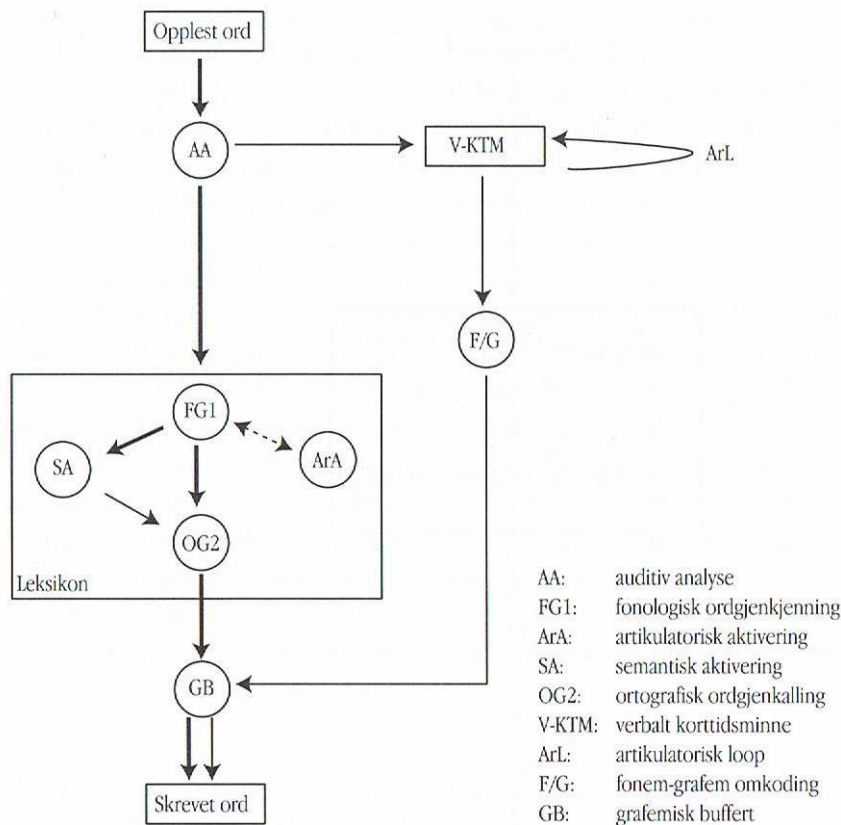 Opplest ord
AA
V-KTM
ArL
F/G
FG1
SA
ArA
OG2
Leksikon
GB
Skrevet ord
AA: auditiv analyse
FG1: fonologisk ordgjenkjenning
ArA: artikulatorisk aktivering
SA: semantisk aktivering
OG2: ortografisk ordgjenkalling
V-KTM: verbalt korttidsminne
ArL: artikulatorisk loop
F/G: fonem-grafem omkoding
GB: grafemisk buffert